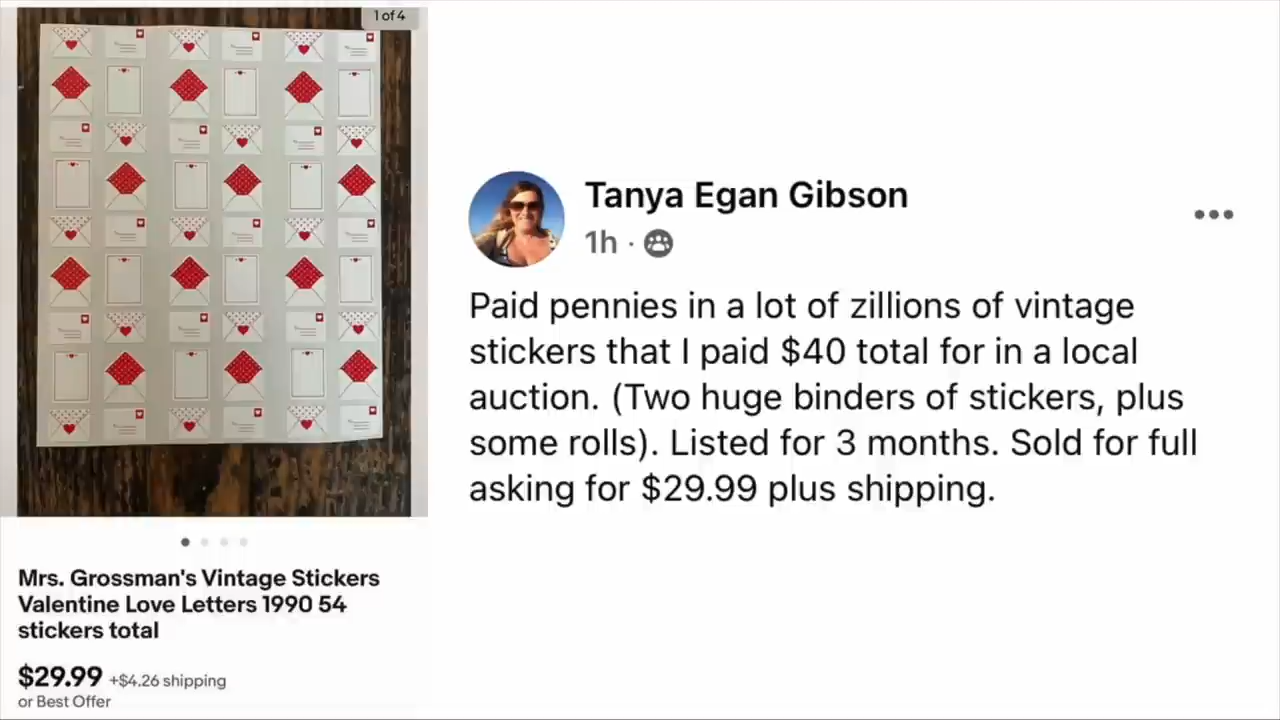 1 of 4
Mrs. Grossman's Vintage Stickers
Valentine Love Letters 1990 54
stickers total
$29.99 +$4.26 shipping
or Best Offer
Tanya Egan Gibson
1h ·
Paid pennies in a lot of zillions of vintage
stickers that I paid $40 total for in a local
auction. (Two huge binders of stickers, plus
some rolls). Listed for 3 months. Sold for full
asking for $29.99 plus shipping.